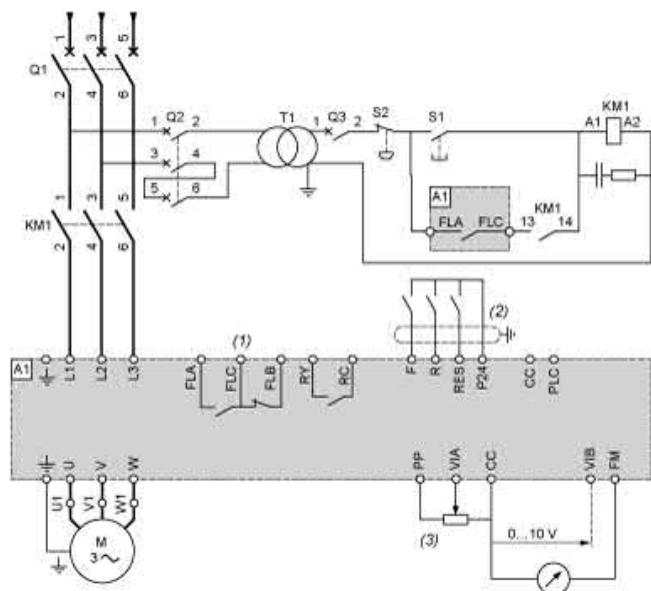 1 3 5
Q1
2 4 6
1 Q2 2 T1 1 Q3 2 S2 S1 KM1
A1 A2
3 4
5 6
1 3 5
KM1
2 4 6
A1
FLA FLC 13 KM1 14
(1) (2)
A1
L1 L2 L3 FLA FLC FLB RY RC F R RES P24 CC PLC
U V W PP VIA CC VIB FM
U1 V1 W1
(3) 0...10 V
M
3~